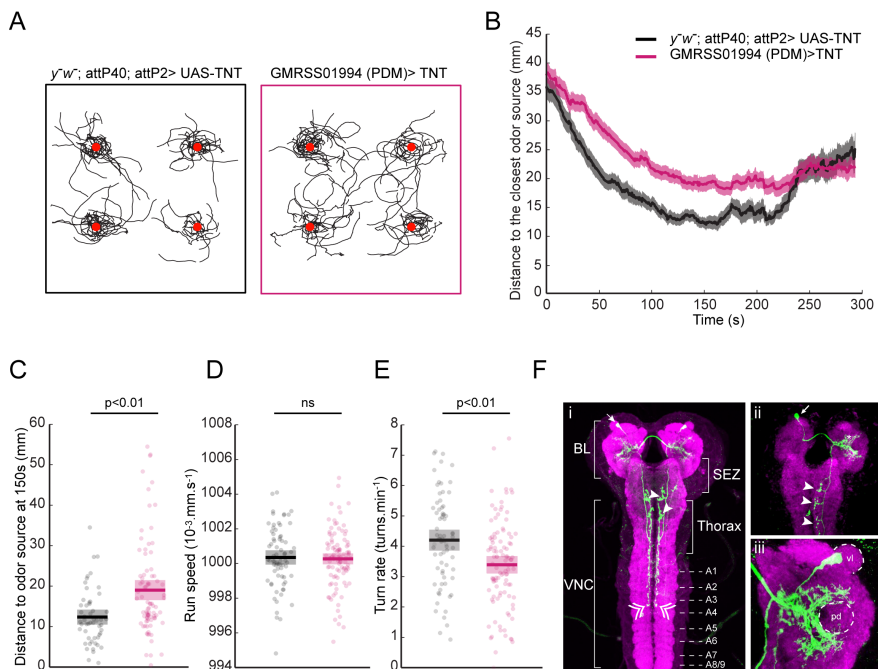 A
y⁻w⁻; attP40; attP2> UAS-TNT
GMRSS01994 (PDM)> TNT
B
y⁻w⁻; attP40; attP2> UAS-TNT
GMRSS01994 (PDM)>TNT
Distance to the closest odor source (mm)
45
40
35
30
25
20
15
10
5
0
0 50 100 150 200 250 300
Time (s)
C
p<0.01
Distance to odor source at 150s (mm)
60
50
40
30
20
10
0
D
ns
Run speed (10⁻³.mm.s⁻¹)
1008
1006
1004
1002
1000
998
996
994
E
p<0.01
Turn rate (turns.min⁻¹)
8
7
6
5
4
3
2
1
0
F
i
BL
SEZ
Thorax
VNC
A1
A2
A3
A4
A5
A6
A7
A8/9
ii
iii
vl
pd